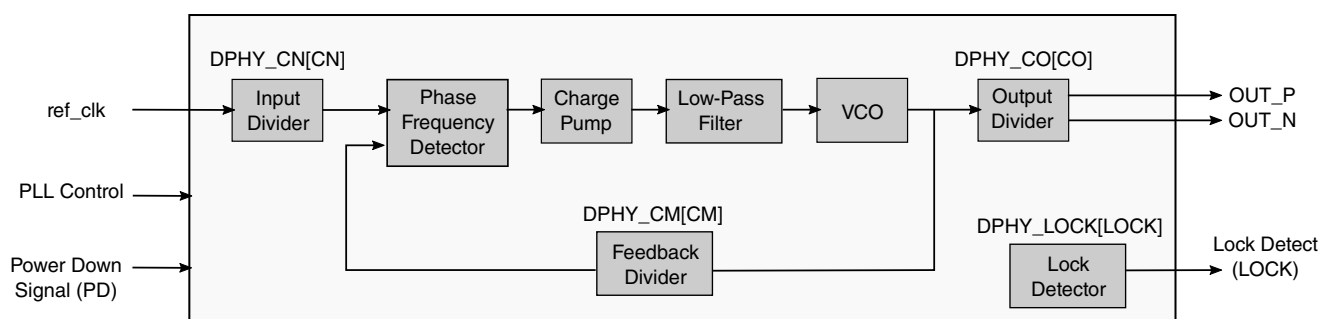 DPHY_CN[CN]
DPHY_CO[CO]
ref_clk
Input
Divider
Phase
Frequency
Detector
Charge
Pump
Low-Pass
Filter
VCO
Output
Divider
OUT_P
OUT_N
PLL Control
DPHY_CM[CM]
Feedback
Divider
DPHY_LOCK[LOCK]
Lock
Detector
Lock Detect
(LOCK)
Power Down
Signal (PD)